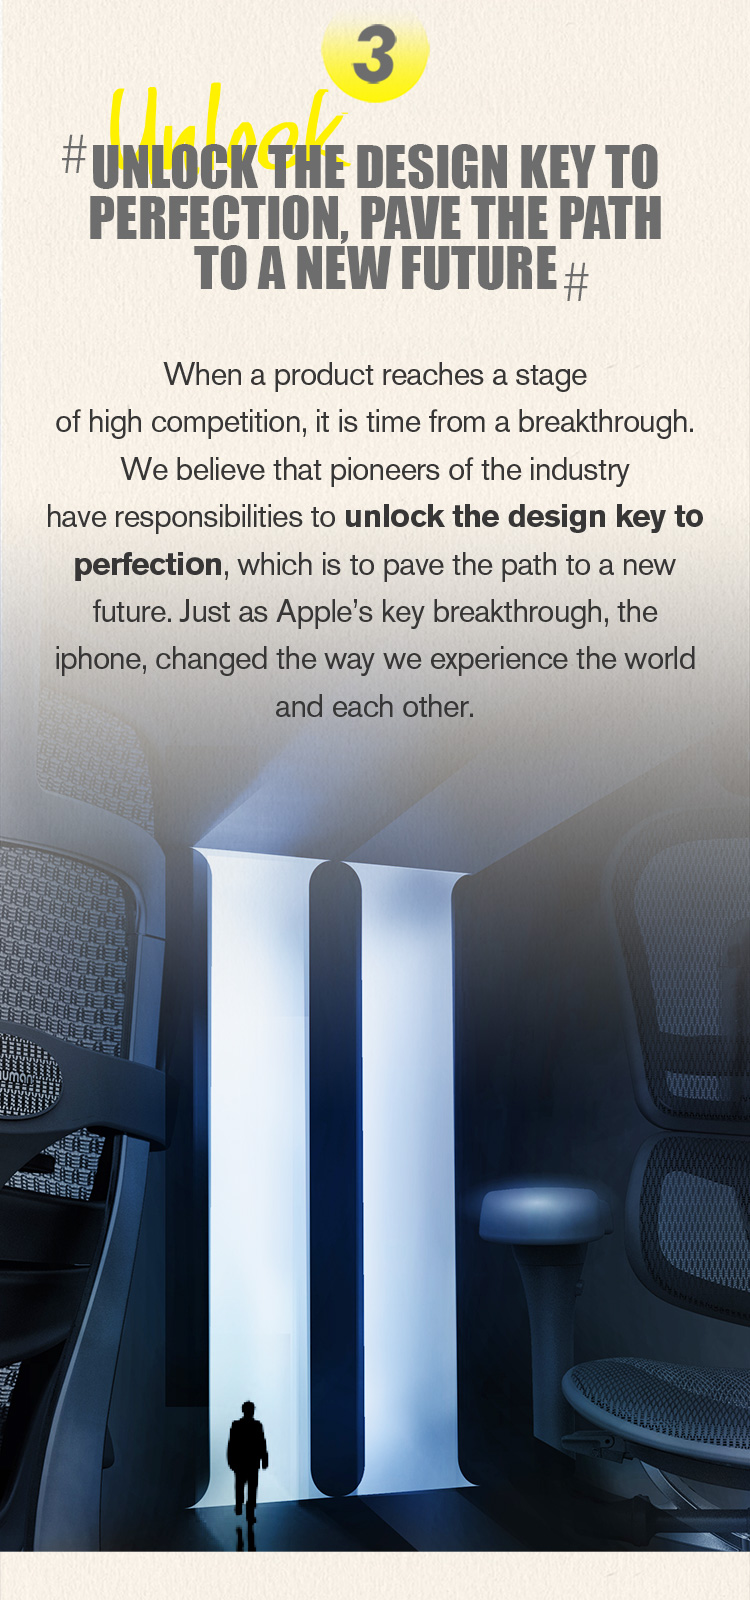 3
Unlock
# UNLOCK THE DESIGN KEY TO
PERFECTION, PAVE THE PATH
TO A NEW FUTURE #
When a product reaches a stage
of high competition, it is time from a breakthrough.
We believe that pioneers of the industry
have responsibilities to unlock the design key to
perfection, which is to pave the path to a new
future. Just as Apple’s key breakthrough, the
iphone, changed the way we experience the world
and each other.